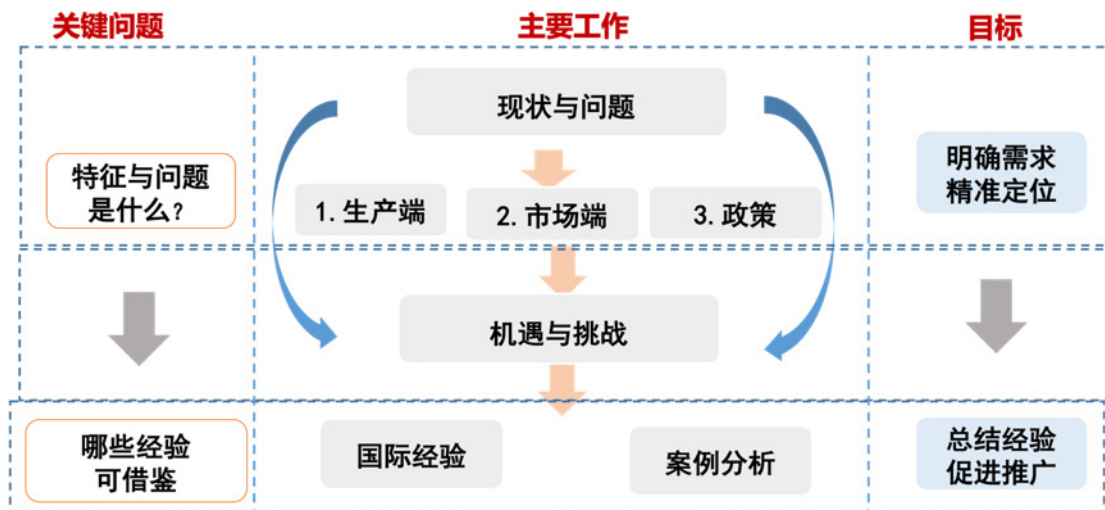 关键问题
主要工作
目标
现状与问题
特征与问题
是什么?
1.生产端
2.市场端
3.政策
明确需求
精准定位
机遇与挑战
哪些经验
可借鉴
国际经验
案例分析
总结经验
促进推广